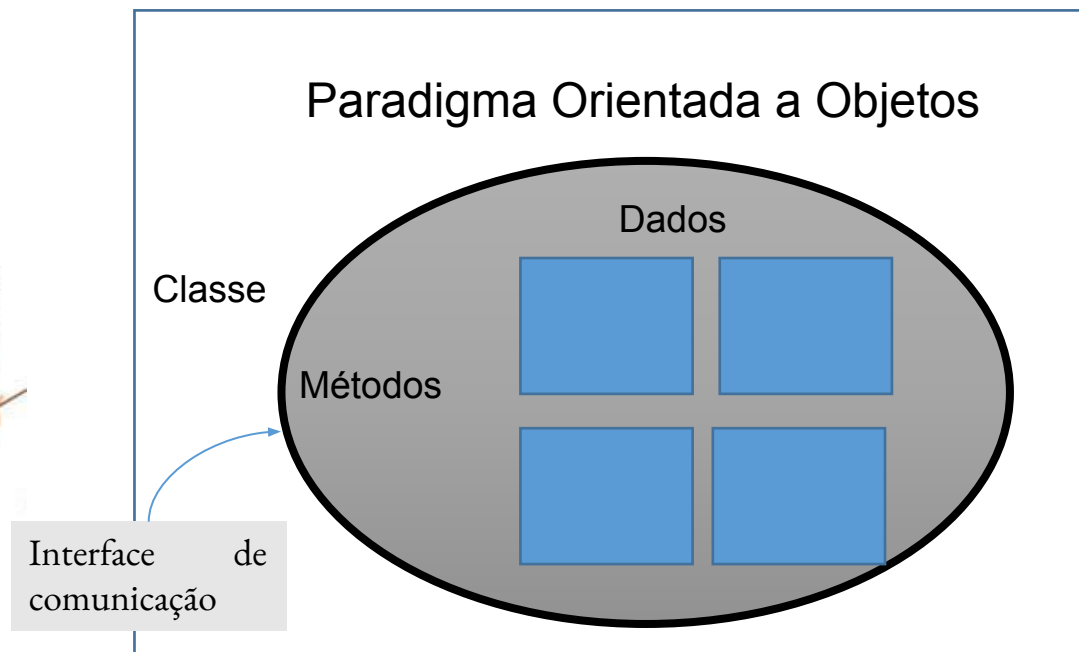 Paradigma Orientada a Objetos
Dados
Classe
Métodos
Interface de
comunicação